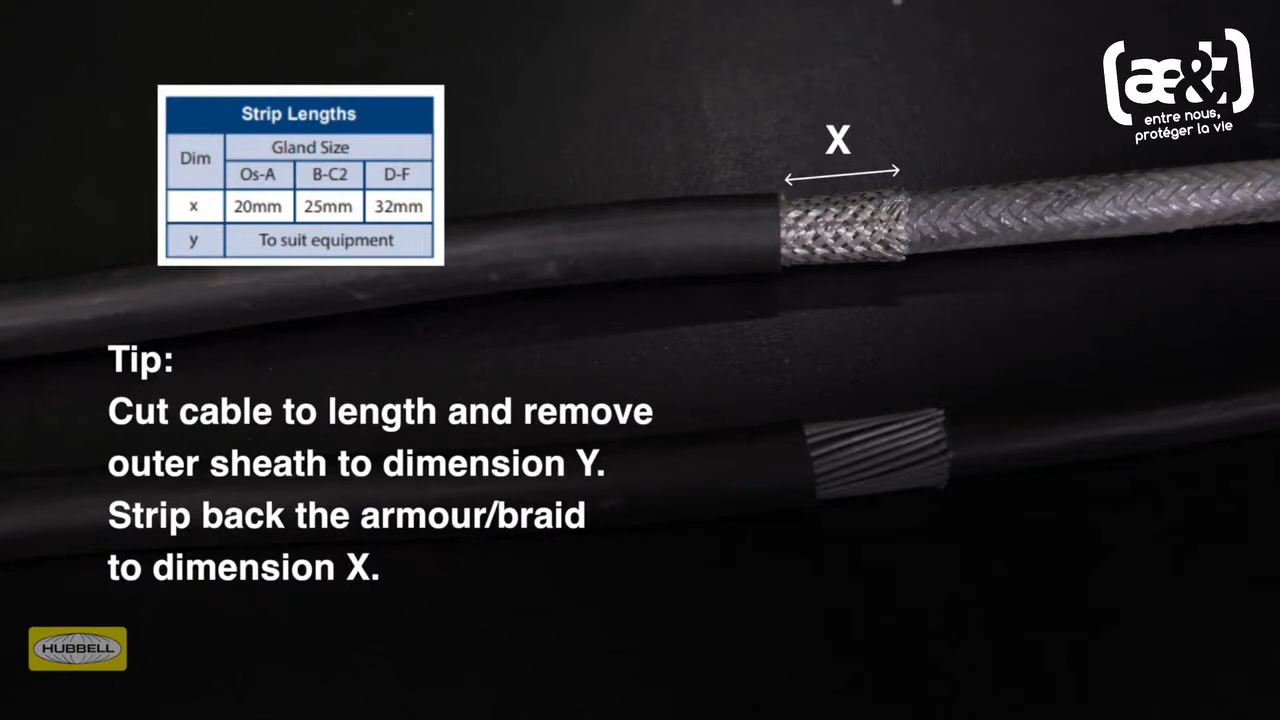 Strip Lengths
Dim
Gland Size
Os-A B-C2 D-F
x 20mm 25mm 32mm
y To suit equipment
X
(æ&t)
entre nous,
protéger la vie
Tip:
Cut cable to length and remove
outer sheath to dimension Y.
Strip back the armour/braid
to dimension X.
HUBBELL